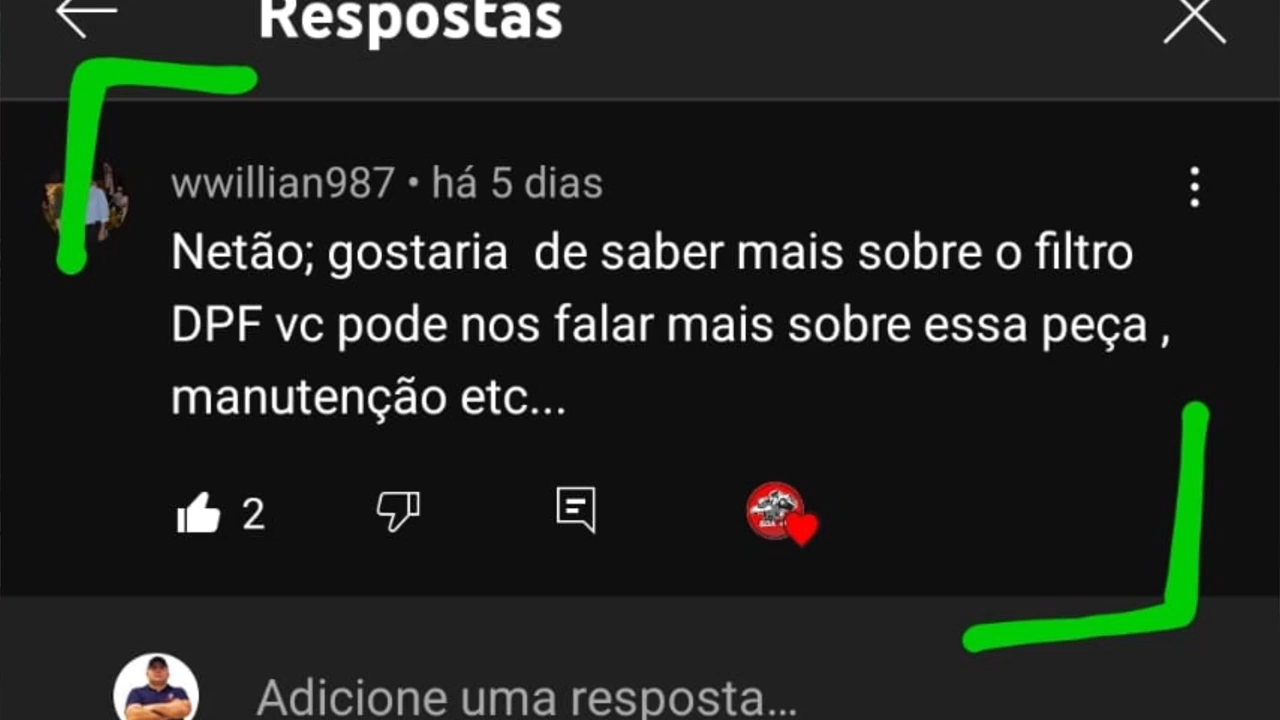 Respostas
wwillian987 • há 5 dias
Netão; gostaria  de saber mais sobre o filtro
DPF vc pode nos falar mais sobre essa peça ,
manutenção etc...
2
Adicione uma resposta...